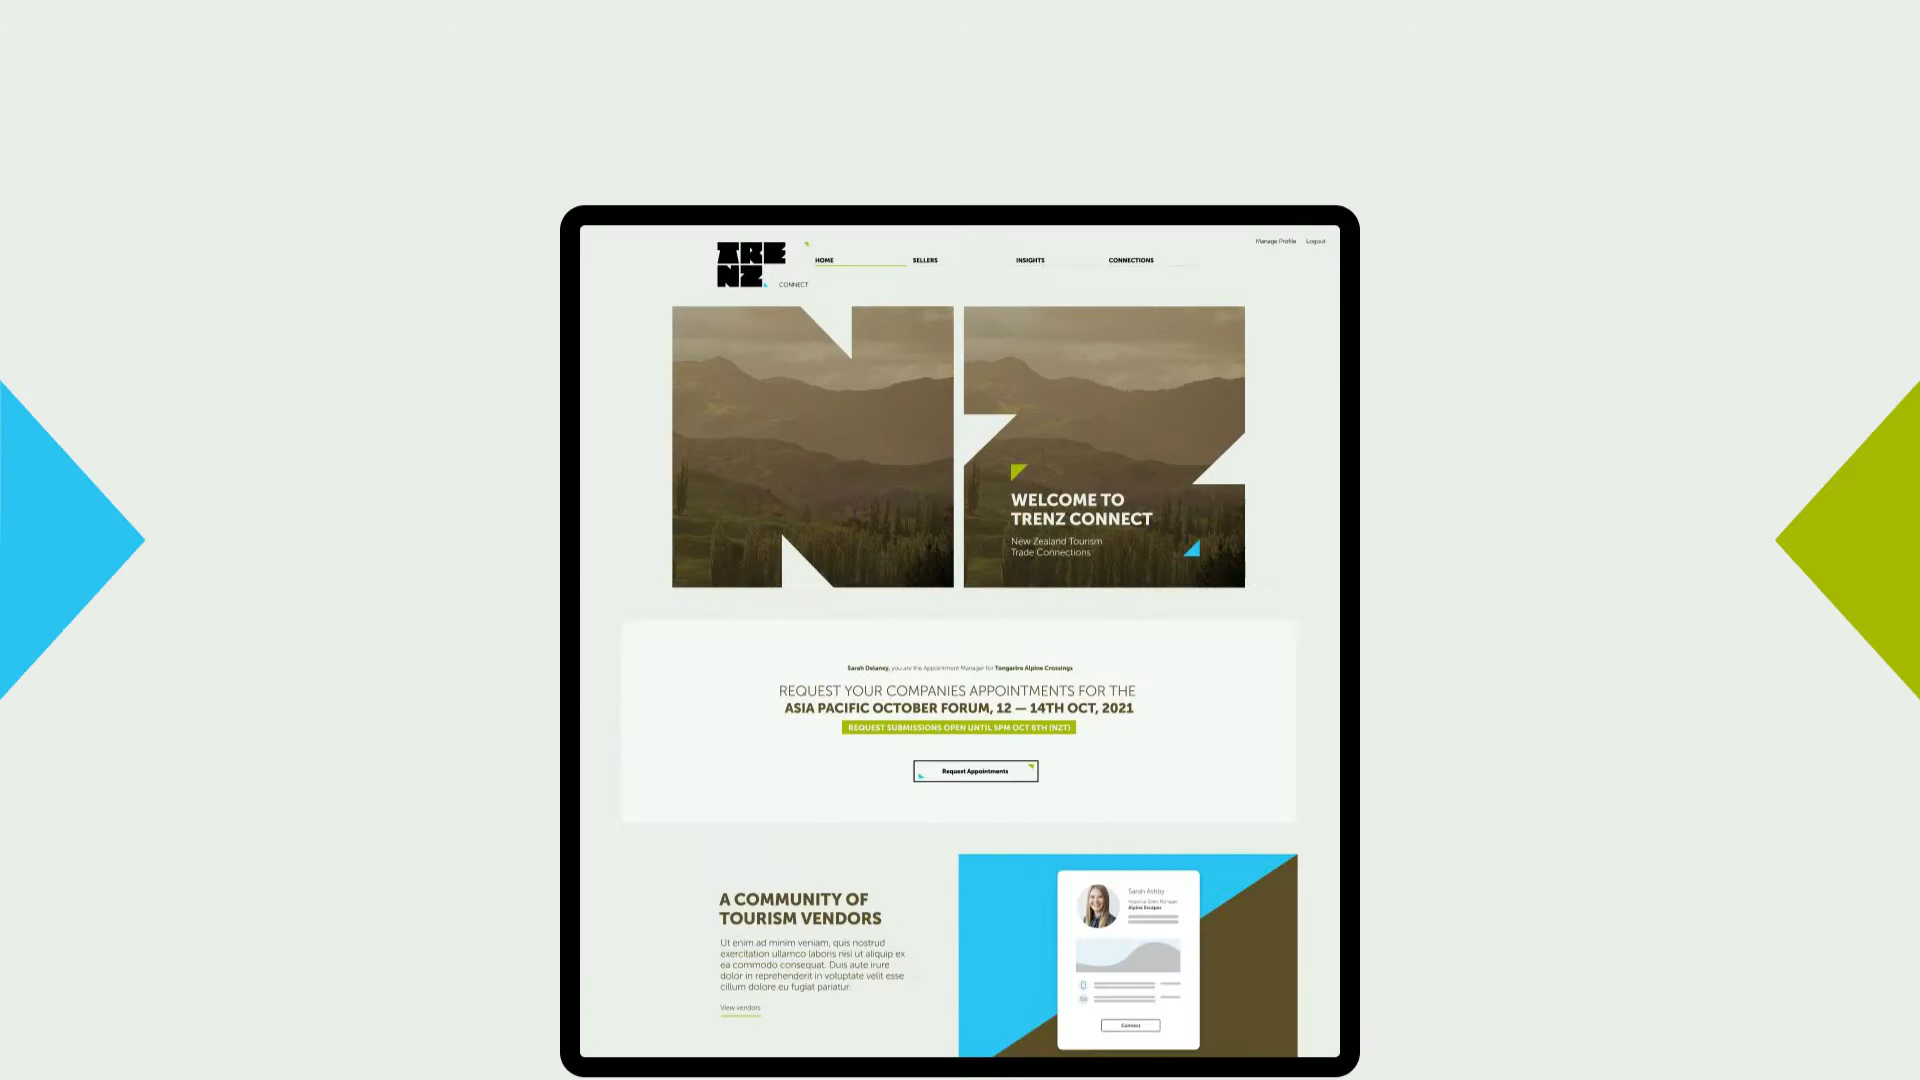 Manage Profile Logout
TRE
NZ
CONNECT
HOME SELLERS INSIGHTS CONNECTIONS
NZ
WELCOME TO
TRENZ CONNECT
New Zealand Tourism
Trade Connections
Sarah Delaney, you are the Appointment Manager for Tongariro Alpine Crossings
REQUEST YOUR COMPANIES APPOINTMENTS FOR THE
ASIA PACIFIC OCTOBER FORUM, 12 — 14TH OCT, 2021
REQUEST SUBMISSIONS OPEN UNTIL 5PM OCT 6TH (NZT)
Request Appointments
A COMMUNITY OF
TOURISM VENDORS
Ut enim ad minim veniam, quis nostrud
exercitation ullamco laboris nisi ut aliquip ex
ea commodo consequat. Duis aute irure
dolor in reprehenderit in voluptate velit esse
cillum dolore eu fugiat pariatur.
View vendors
Sarah Ashby
Regional Sales Manager
Alpine Escapes
Connect